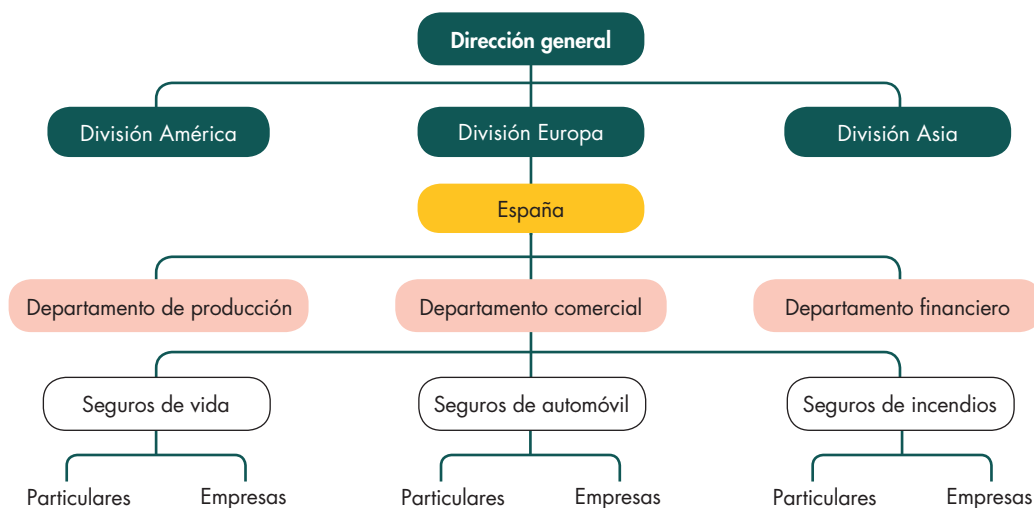 Dirección general
División América
División Europa
División Asia
España
Departamento de producción
Departamento comercial
Departamento financiero
Seguros de vida
Seguros de automóvil
Seguros de incendios
Particulares
Empresas
Particulares
Empresas
Particulares
Empresas